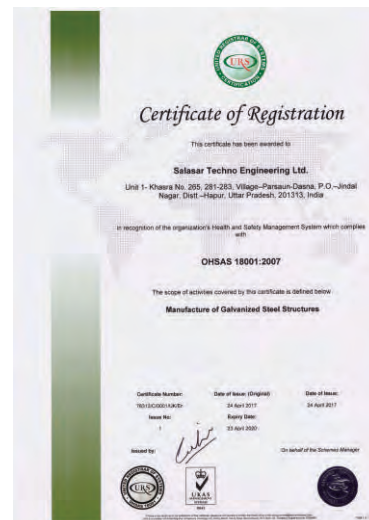 URS
Certificate of Registration
This certificate has been awarded to
Salasar Techno Engineering Ltd.
Unit 1- Khasra No. 265, 281-283, Village–Parsaun-Dasna, P.O.–Jindal
Nagar, Distt –Hapur, Uttar Pradesh, 201313, India
in recognition of the organization's Health and Safety Management System which complies
with
OHSAS 18001:2007
The scope of activities covered by this certificate is defined below
Manufacture of Galvanized Steel Structures
Certificate Number: Date of Issue: (Original) Date of Issue:
24 April 2017 24 April 2017
Issue No: Expiry Date:
1 23 April 2020
Issued by: On behalf of the Schemes Manager
URS
UKAS